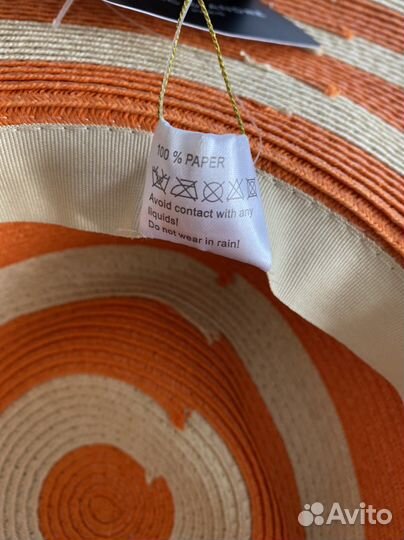 100 % PAPER
Avoid contact with any
liquids!
Do not wear in rain!
Avito